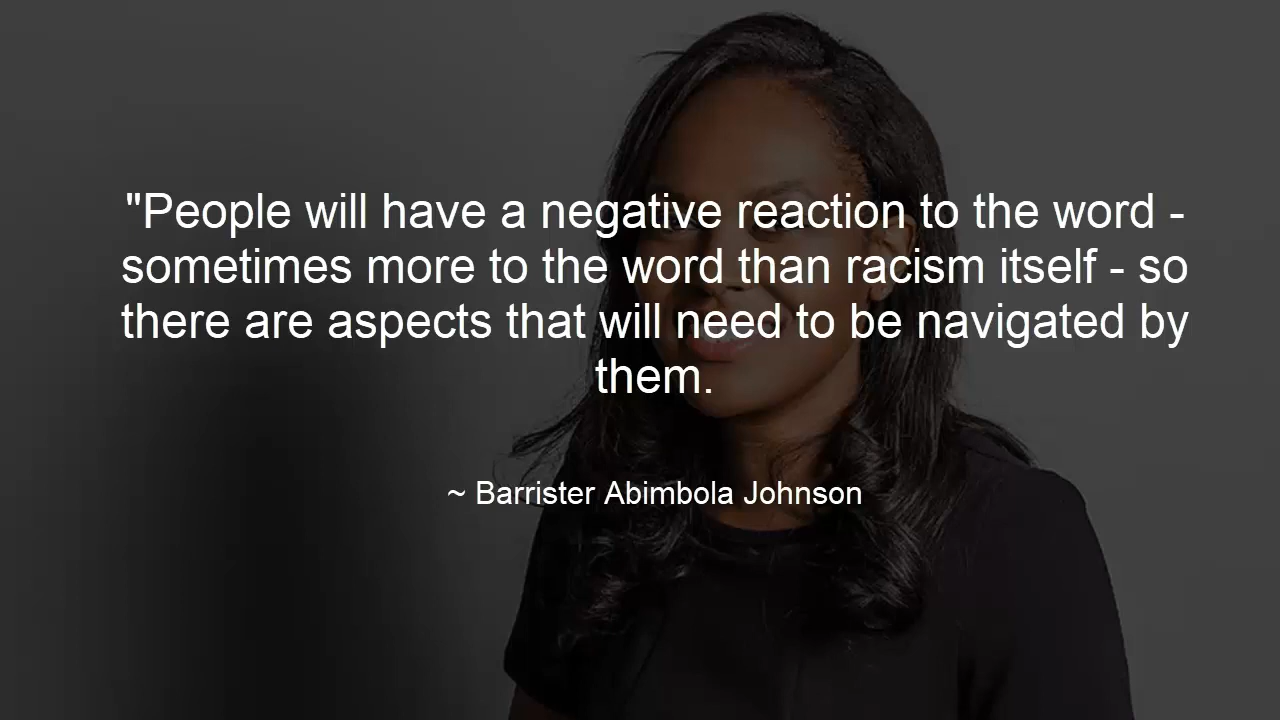 "People will have a negative reaction to the word -
sometimes more to the word than racism itself - so
there are aspects that will need to be navigated by
them.
~ Barrister Abimbola Johnson